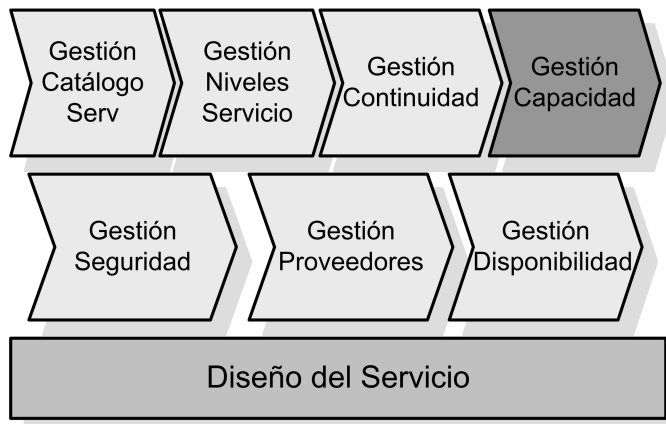 Gestión
Catálogo
Serv
Gestión
Niveles
Servicio
Gestión
Continuidad
Gestión
Capacidad
Gestión
Seguridad
Gestión
Proveedores
Gestión
Disponibilidad
Diseño del Servicio